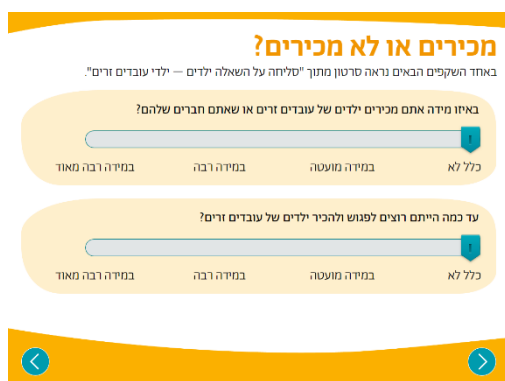 מכירים או לא מכירים?
באחד השקפים הבאים נראה סרטון מתוך "סליחה על השאלה ילדים — ילדי עובדים זרים".
באיזו מידה אתם מכירים ילדים של עובדים זרים או שאתם חברים שלהם?
כלל לא במידה מועטה במידה רבה במידה רבה מאוד
עד כמה הייתם רוצים לפגוש ולהכיר ילדים של עובדים זרים?
כלל לא במידה מועטה במידה רבה במידה רבה מאוד